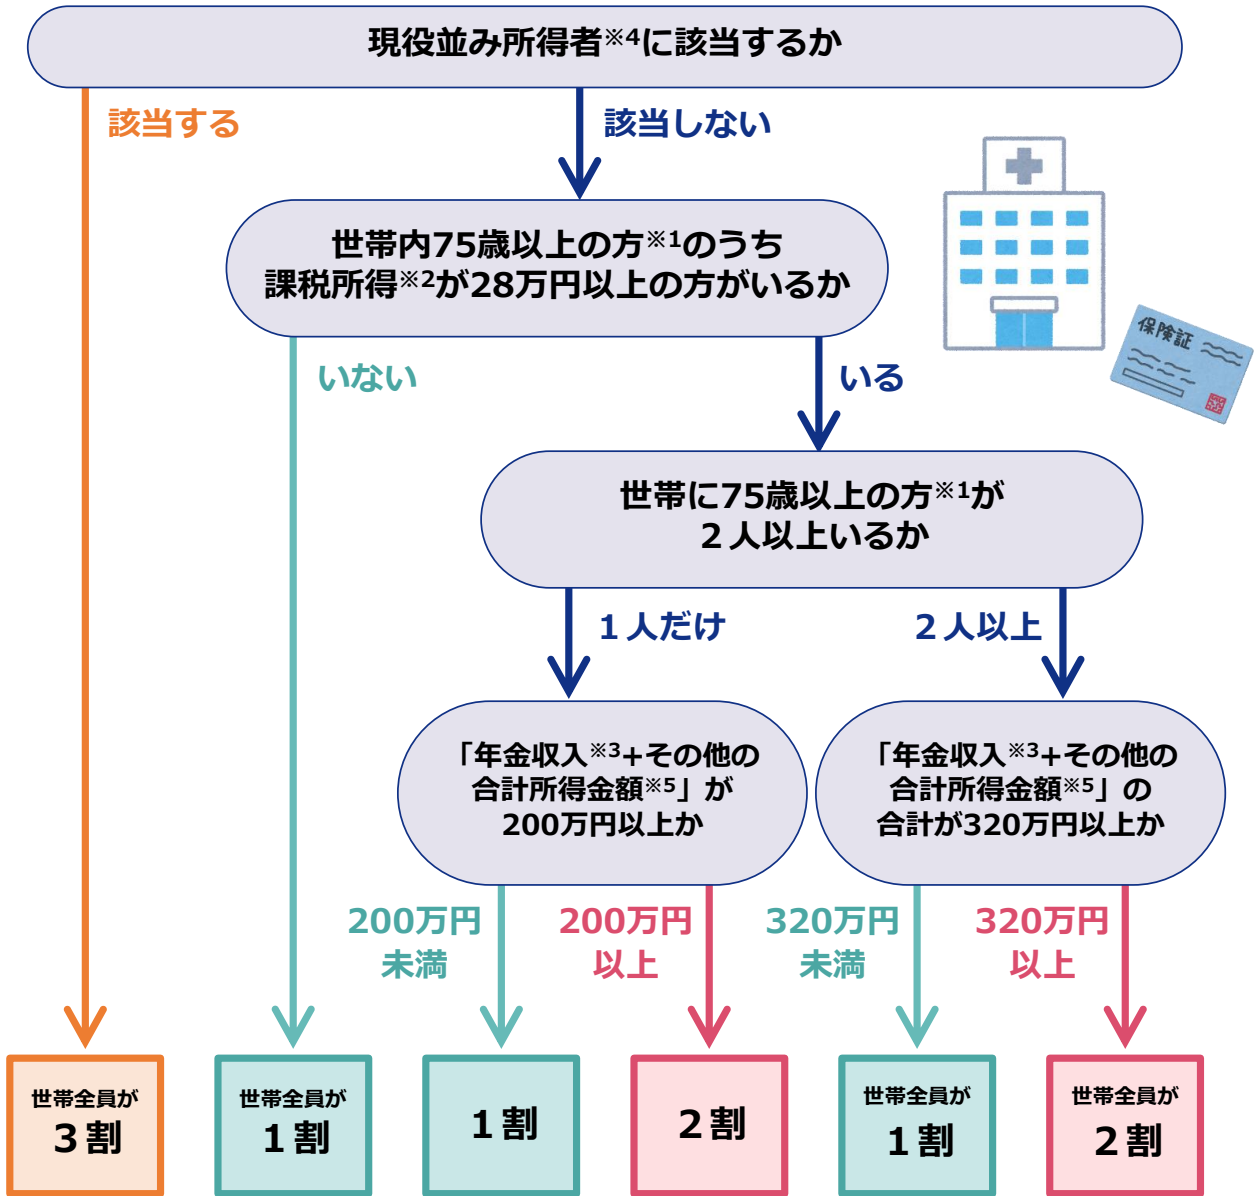 現役並み所得者※4に該当するか
該当する
該当しない
世帯内75歳以上の方※1のうち
課税所得※2が28万円以上の方がいるか
保険証
いない
いる
世帯に75歳以上の方※1が
２人以上いるか
１人だけ
２人以上
「年金収入※3+その他の
合計所得金額※5」が
200万円以上か
「年金収入※3+その他の
合計所得金額※5」の
合計が320万円以上か
200万円
未満
200万円
以上
320万円
未満
320万円
以上
世帯全員が
３割
世帯全員が
１割
１割
２割
世帯全員が
１割
世帯全員が
２割